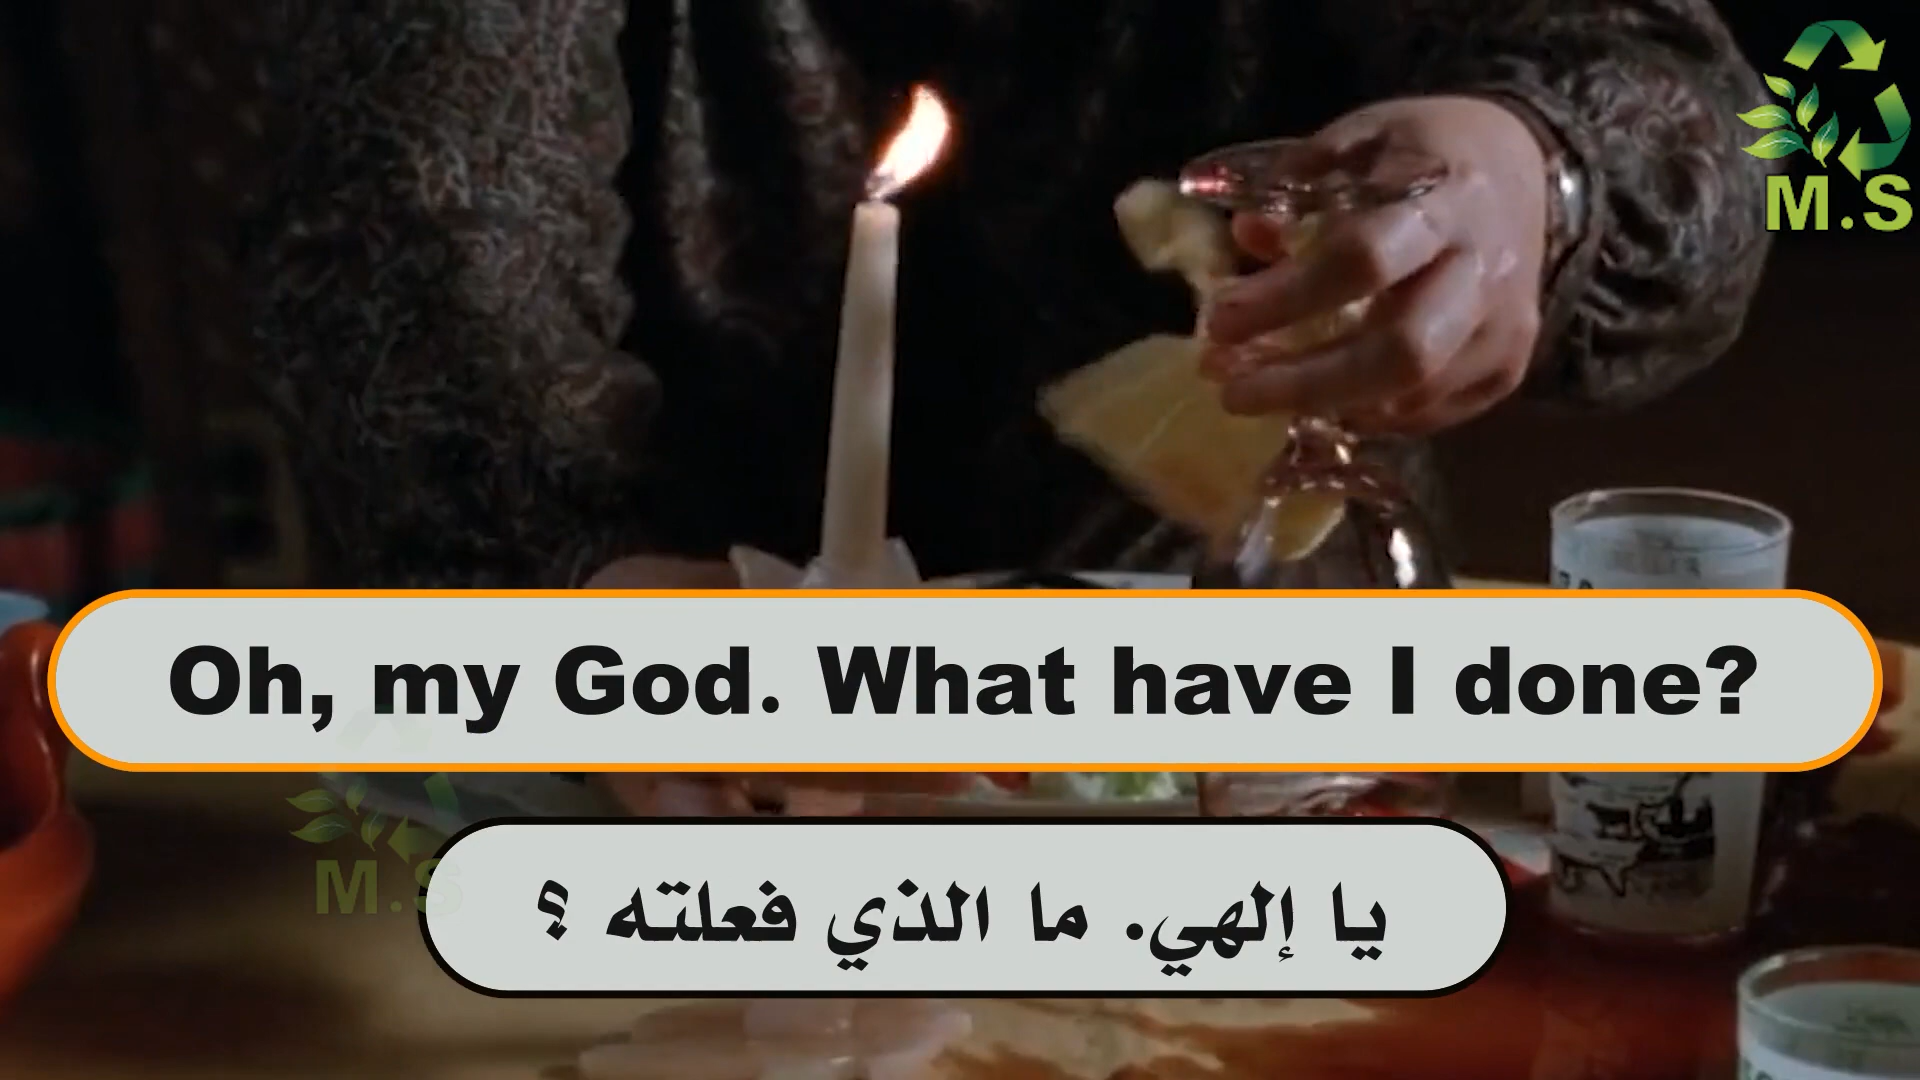 M.S
Oh, my God. What have I done?
M.S
يا إلهي. ما الذي فعلته ؟